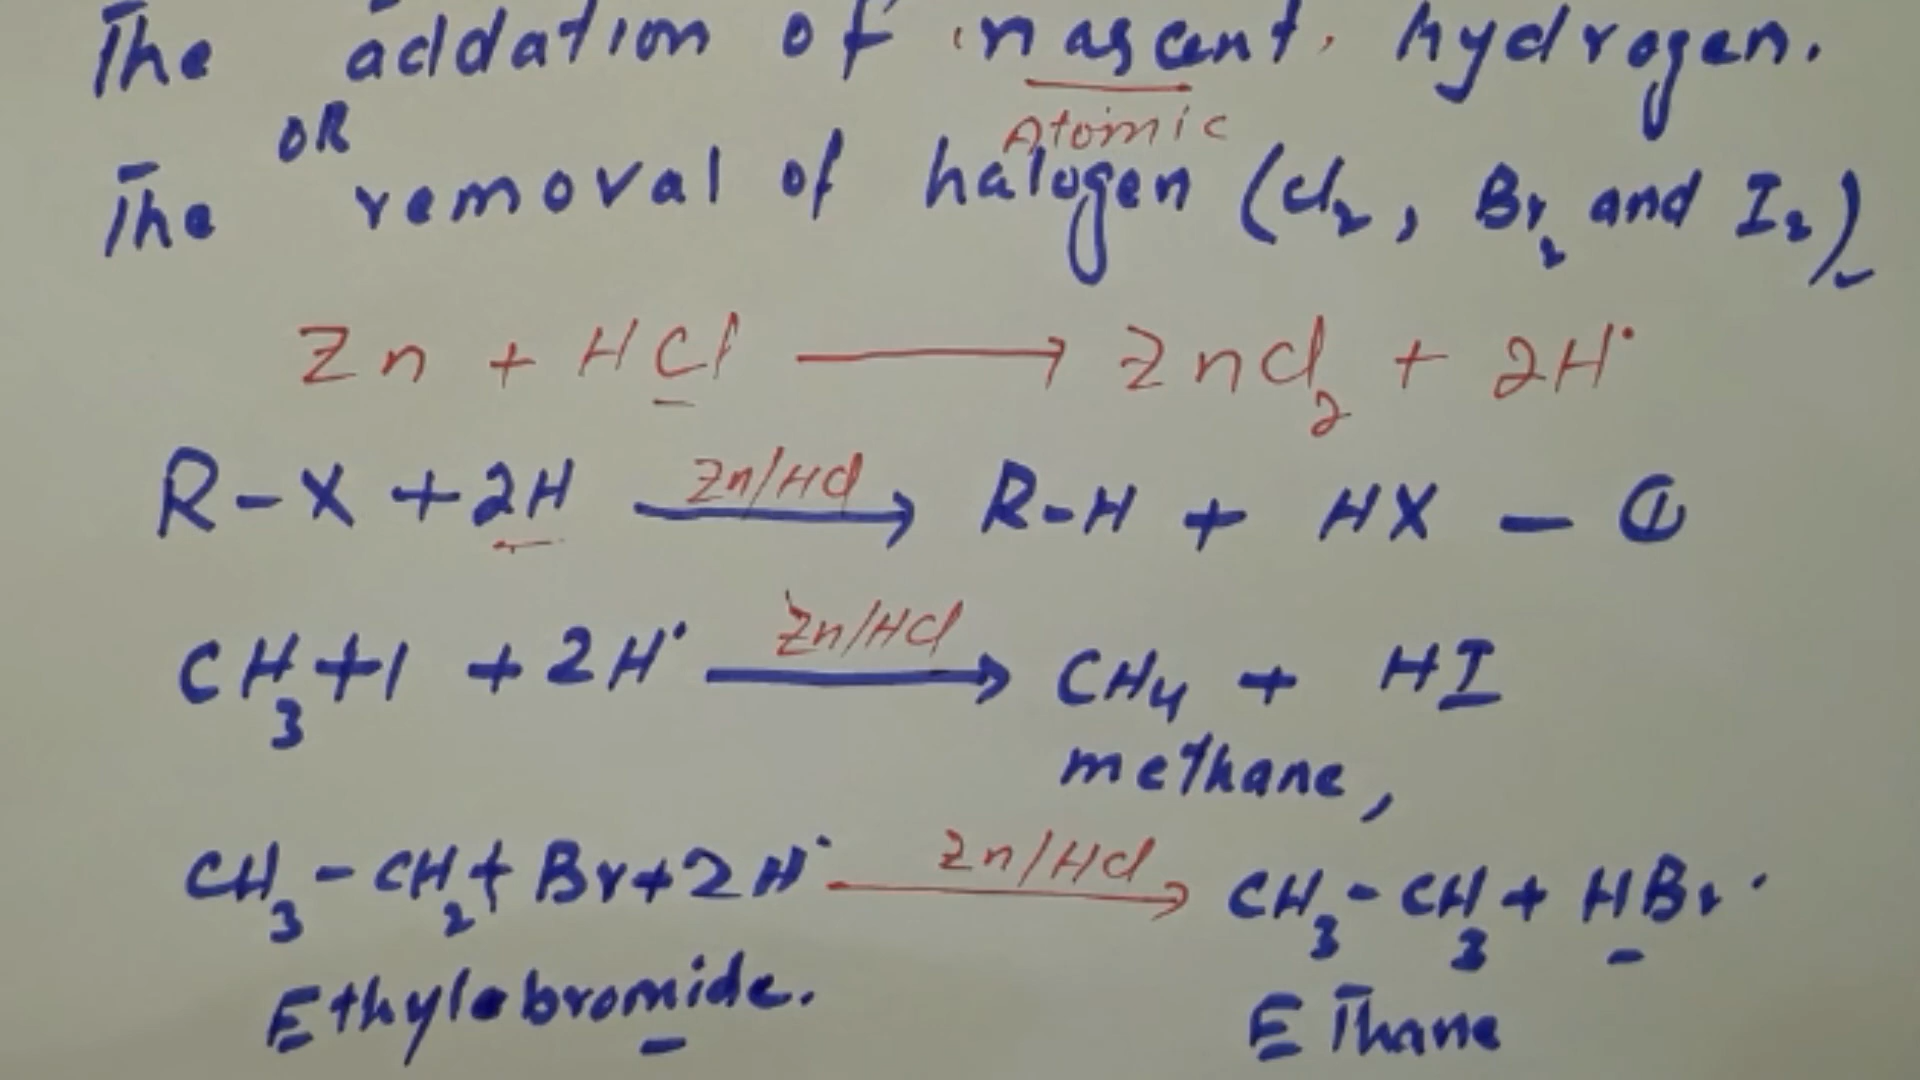 The addation of nascent hydrogen.
Atomic
OR
The removal of halogen (Cl₂, Br₂ and I₂)
Zn + HCl ⟶ ZnCl₂ + 2H·
R-X + 2H Zn/HCl ⟶ R-H + HX - ①
CH₃+I + 2H· Zn/HCl ⟶ CH₄ + HI
methane,
CH₃-CH₂+Br+2H· Zn/HCl ⟶ CH₃-CH₃ + HBr·
Ethylebromide. EThane